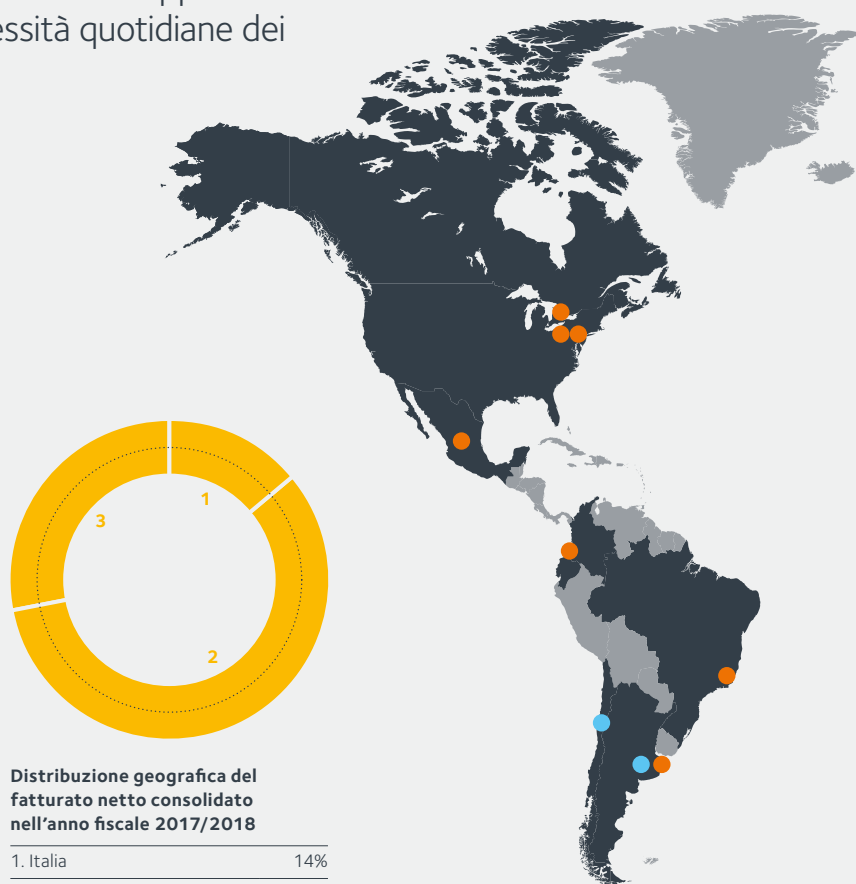 essità quotidiane dei
1
3
2
Distribuzione geografica del
fatturato netto consolidato
nell'anno fiscale 2017/2018
1. Italia 14%